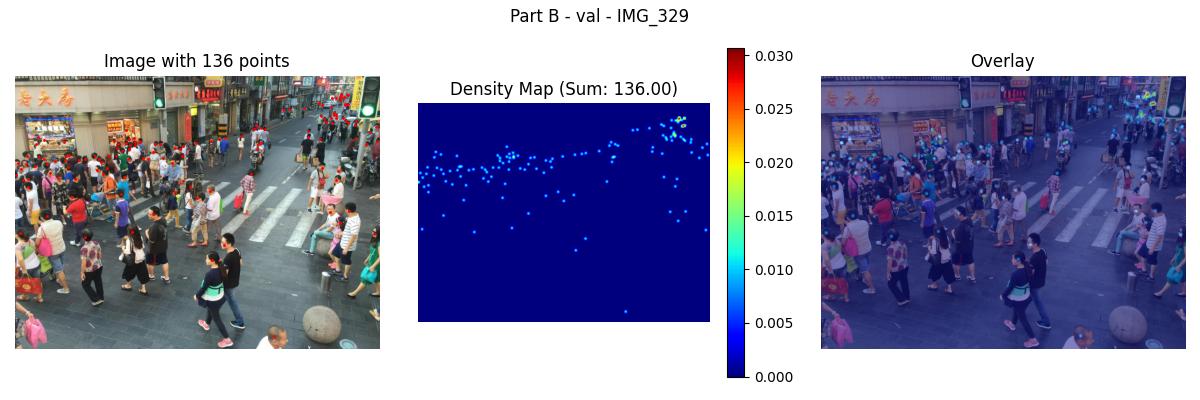 Part B - val - IMG_329
Image with 136 points
Density Map (Sum: 136.00)
Overlay
0.030
0.025
0.020
0.015
0.010
0.005
0.000